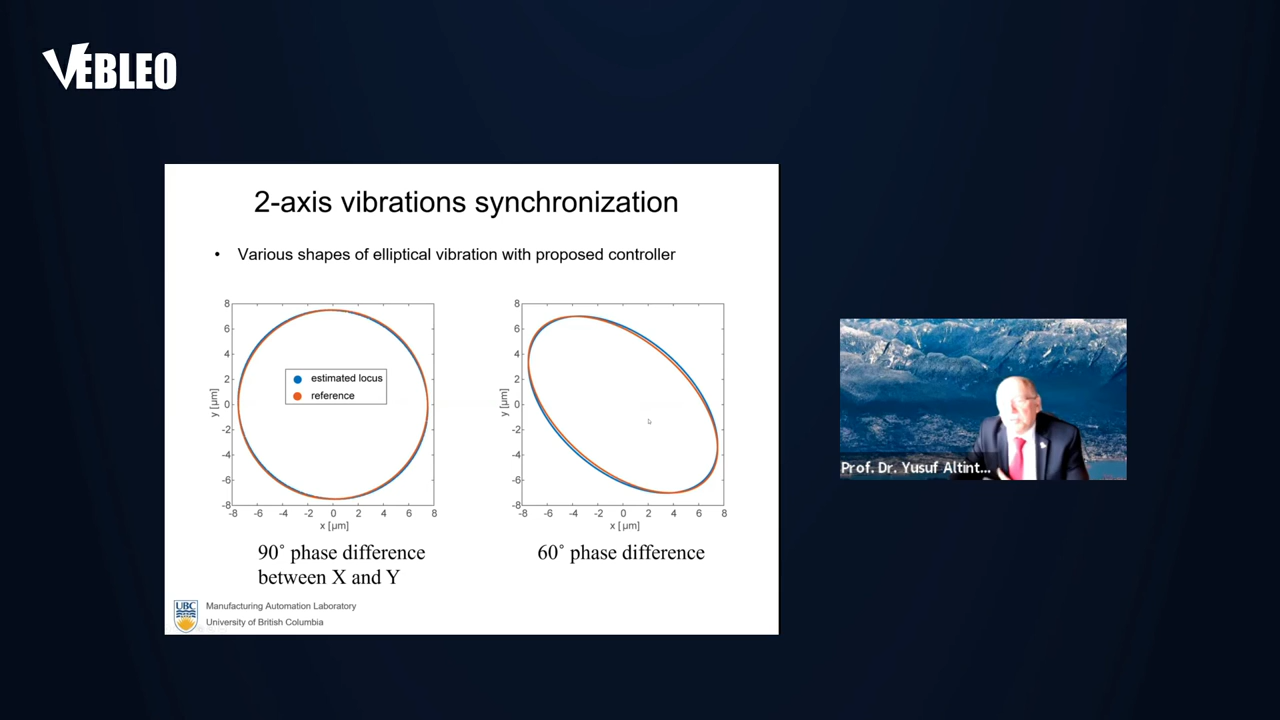 VEBLEO
2-axis vibrations synchronization
• Various shapes of elliptical vibration with proposed controller
8
6
4
2
0
-2
-4
-6
-8
y [µm]
-8 -6 -4 -2 0 2 4 6 8
x [µm]
estimated locus
reference
8
6
4
2
0
-2
-4
-6
-8
y [µm]
-8 -6 -4 -2 0 2 4 6 8
x [µm]
90˚ phase difference
between X and Y
60˚ phase difference
UBC
Manufacturing Automation Laboratory
University of British Columbia
Prof. Dr. Yusuf Altint...